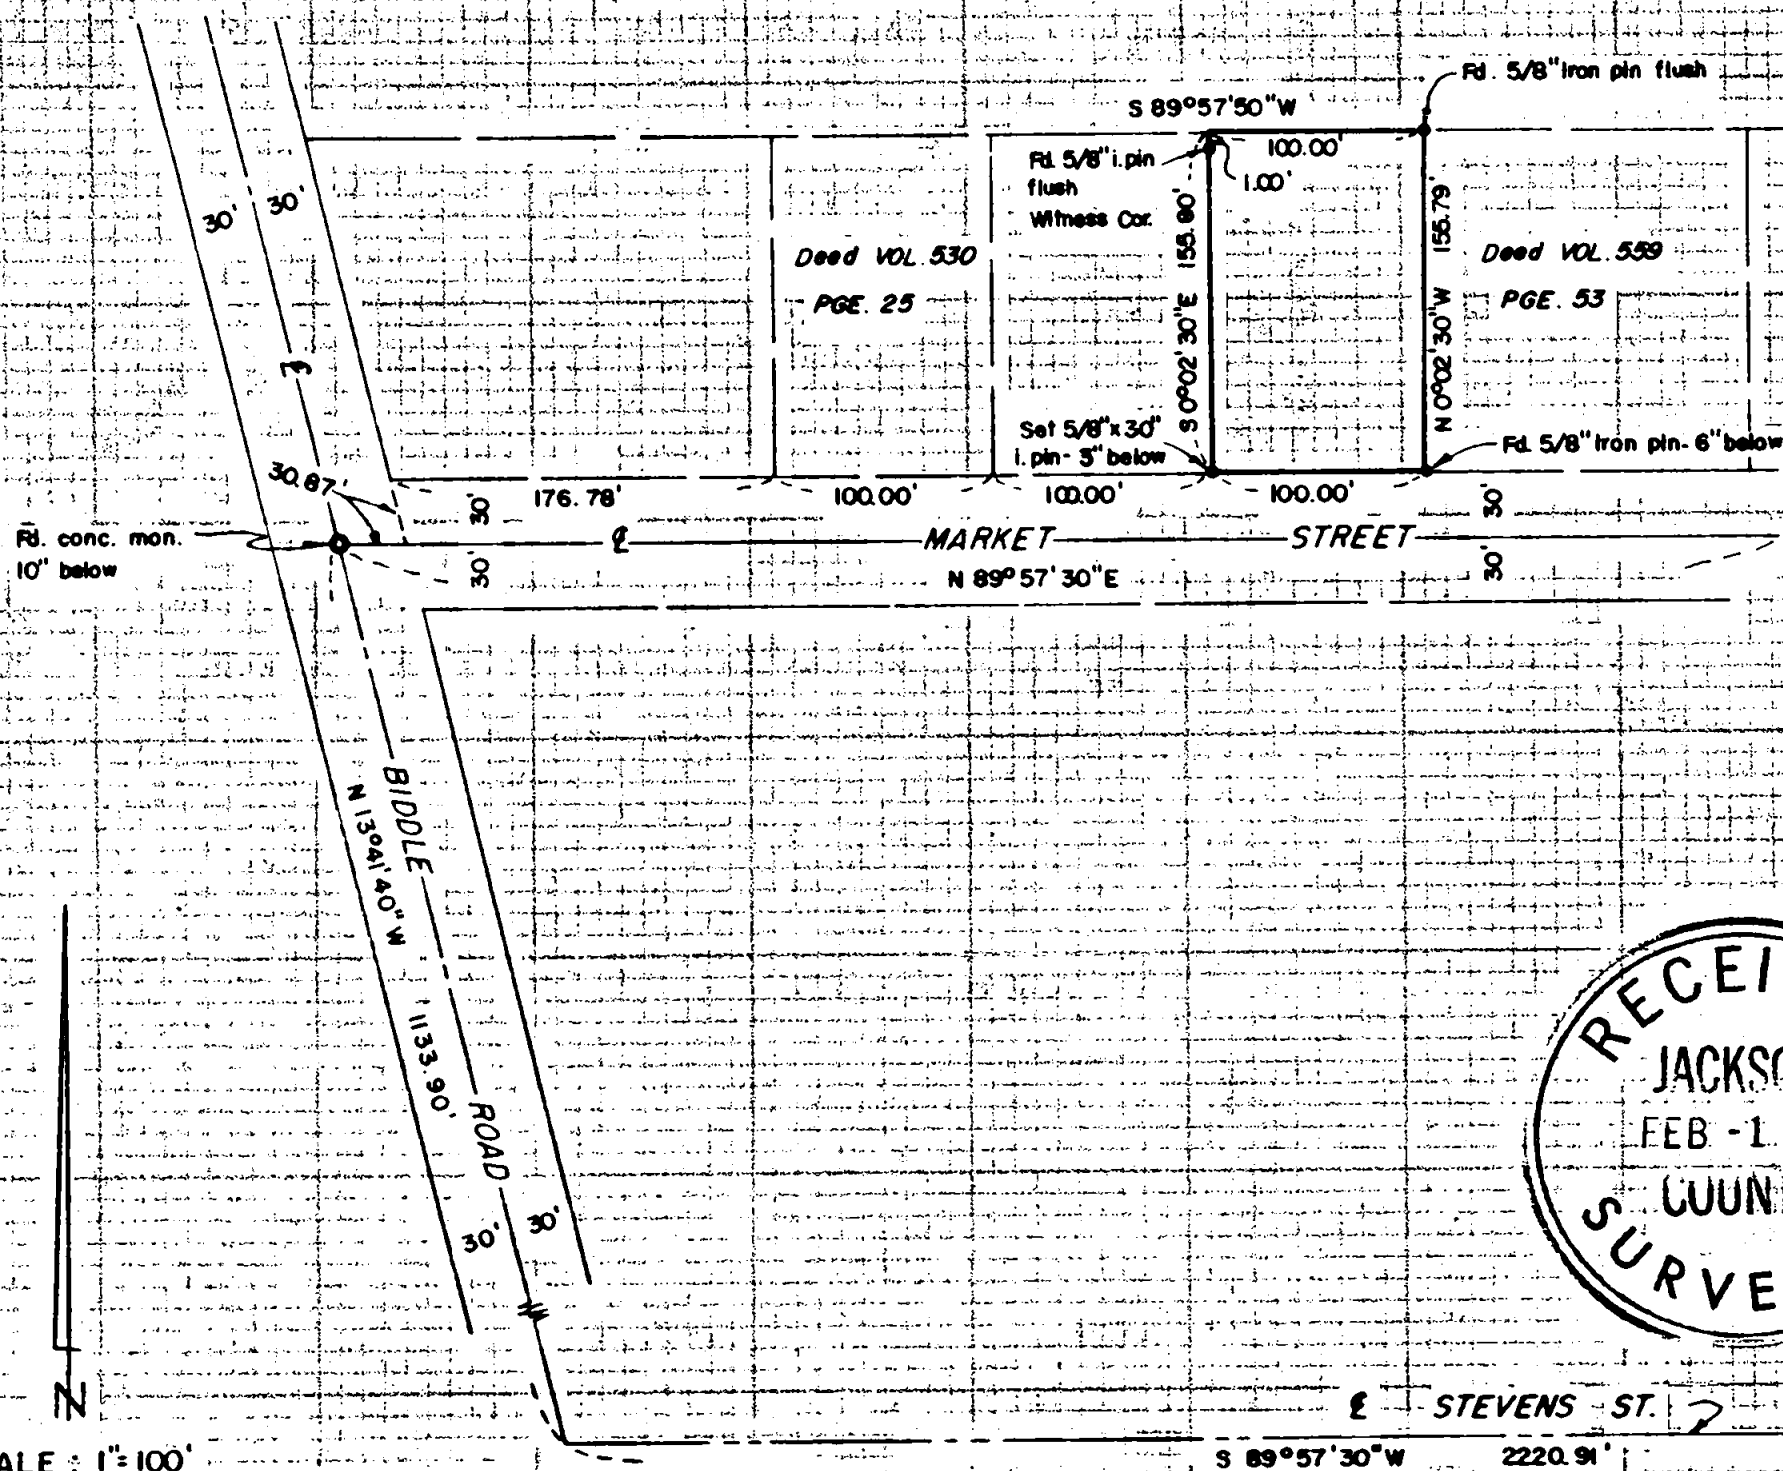 Fd. 5/8" Iron pin flush
S 89°57'50"W
100.00'
1.00'
Fd. 5/8" i.pin
flush
Witness Cor.
30' 30'
155.80'
S 0°02'30"E
155.79'
N 0°02'30"W
Deed VOL. 530
PGE. 25
Deed VOL. 559
PGE. 53
Set 5/8"x30"
i.pin- 5" below
Fd. 5/8" Iron pin- 6" below
30.87'
30'
176.78'
100.00'
100.00'
100.00'
30'
Fd. conc. mon.
10" below
℄ MARKET STREET
30'
N 89°57'30"E
30'
BIDDLE ROAD
N 13°41'40"W 1133.90'
30' 30'
RECEI
JACKSO
FEB -1
COUN
SURVE
N
℄ STEVENS ST.
S 89°57'30"W 2220.91'
ALE : 1"=100'